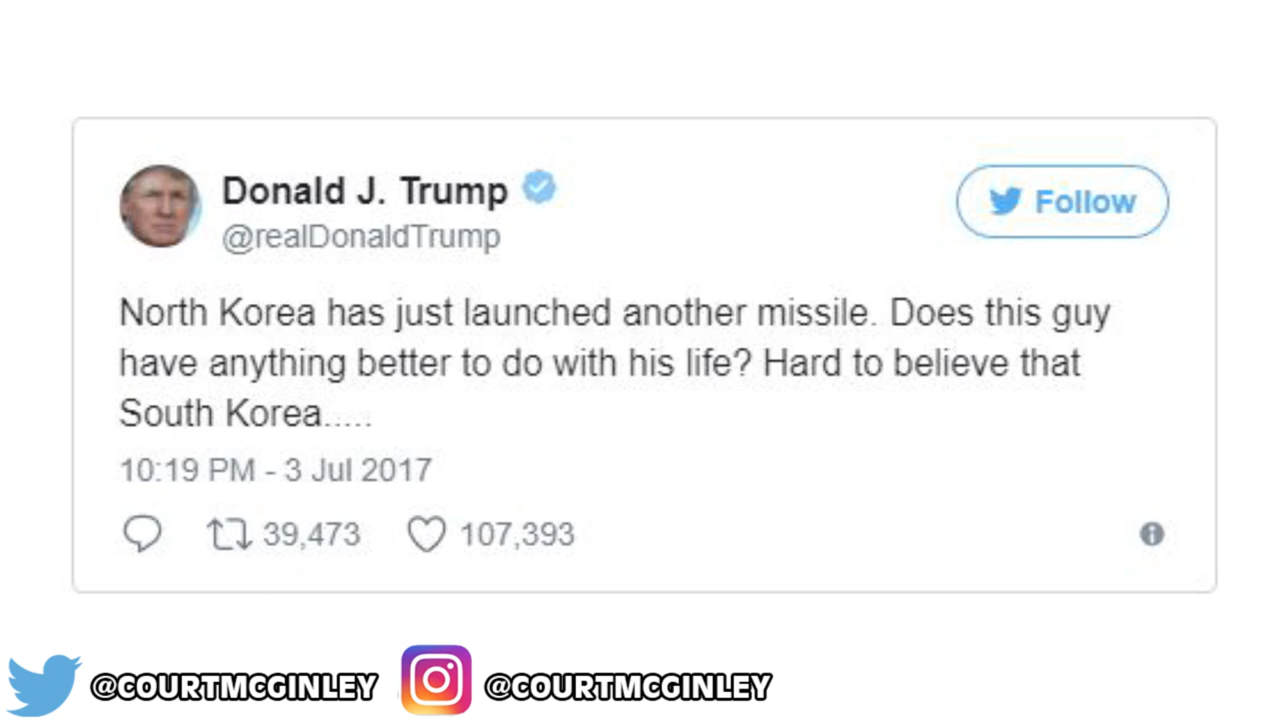 Donald J. Trump
@realDonaldTrump
Follow
North Korea has just launched another missile. Does this guy
have anything better to do with his life? Hard to believe that
South Korea.....
10:19 PM - 3 Jul 2017
39,473 107,393
@COURTMCGINLEY @COURTMCGINLEY